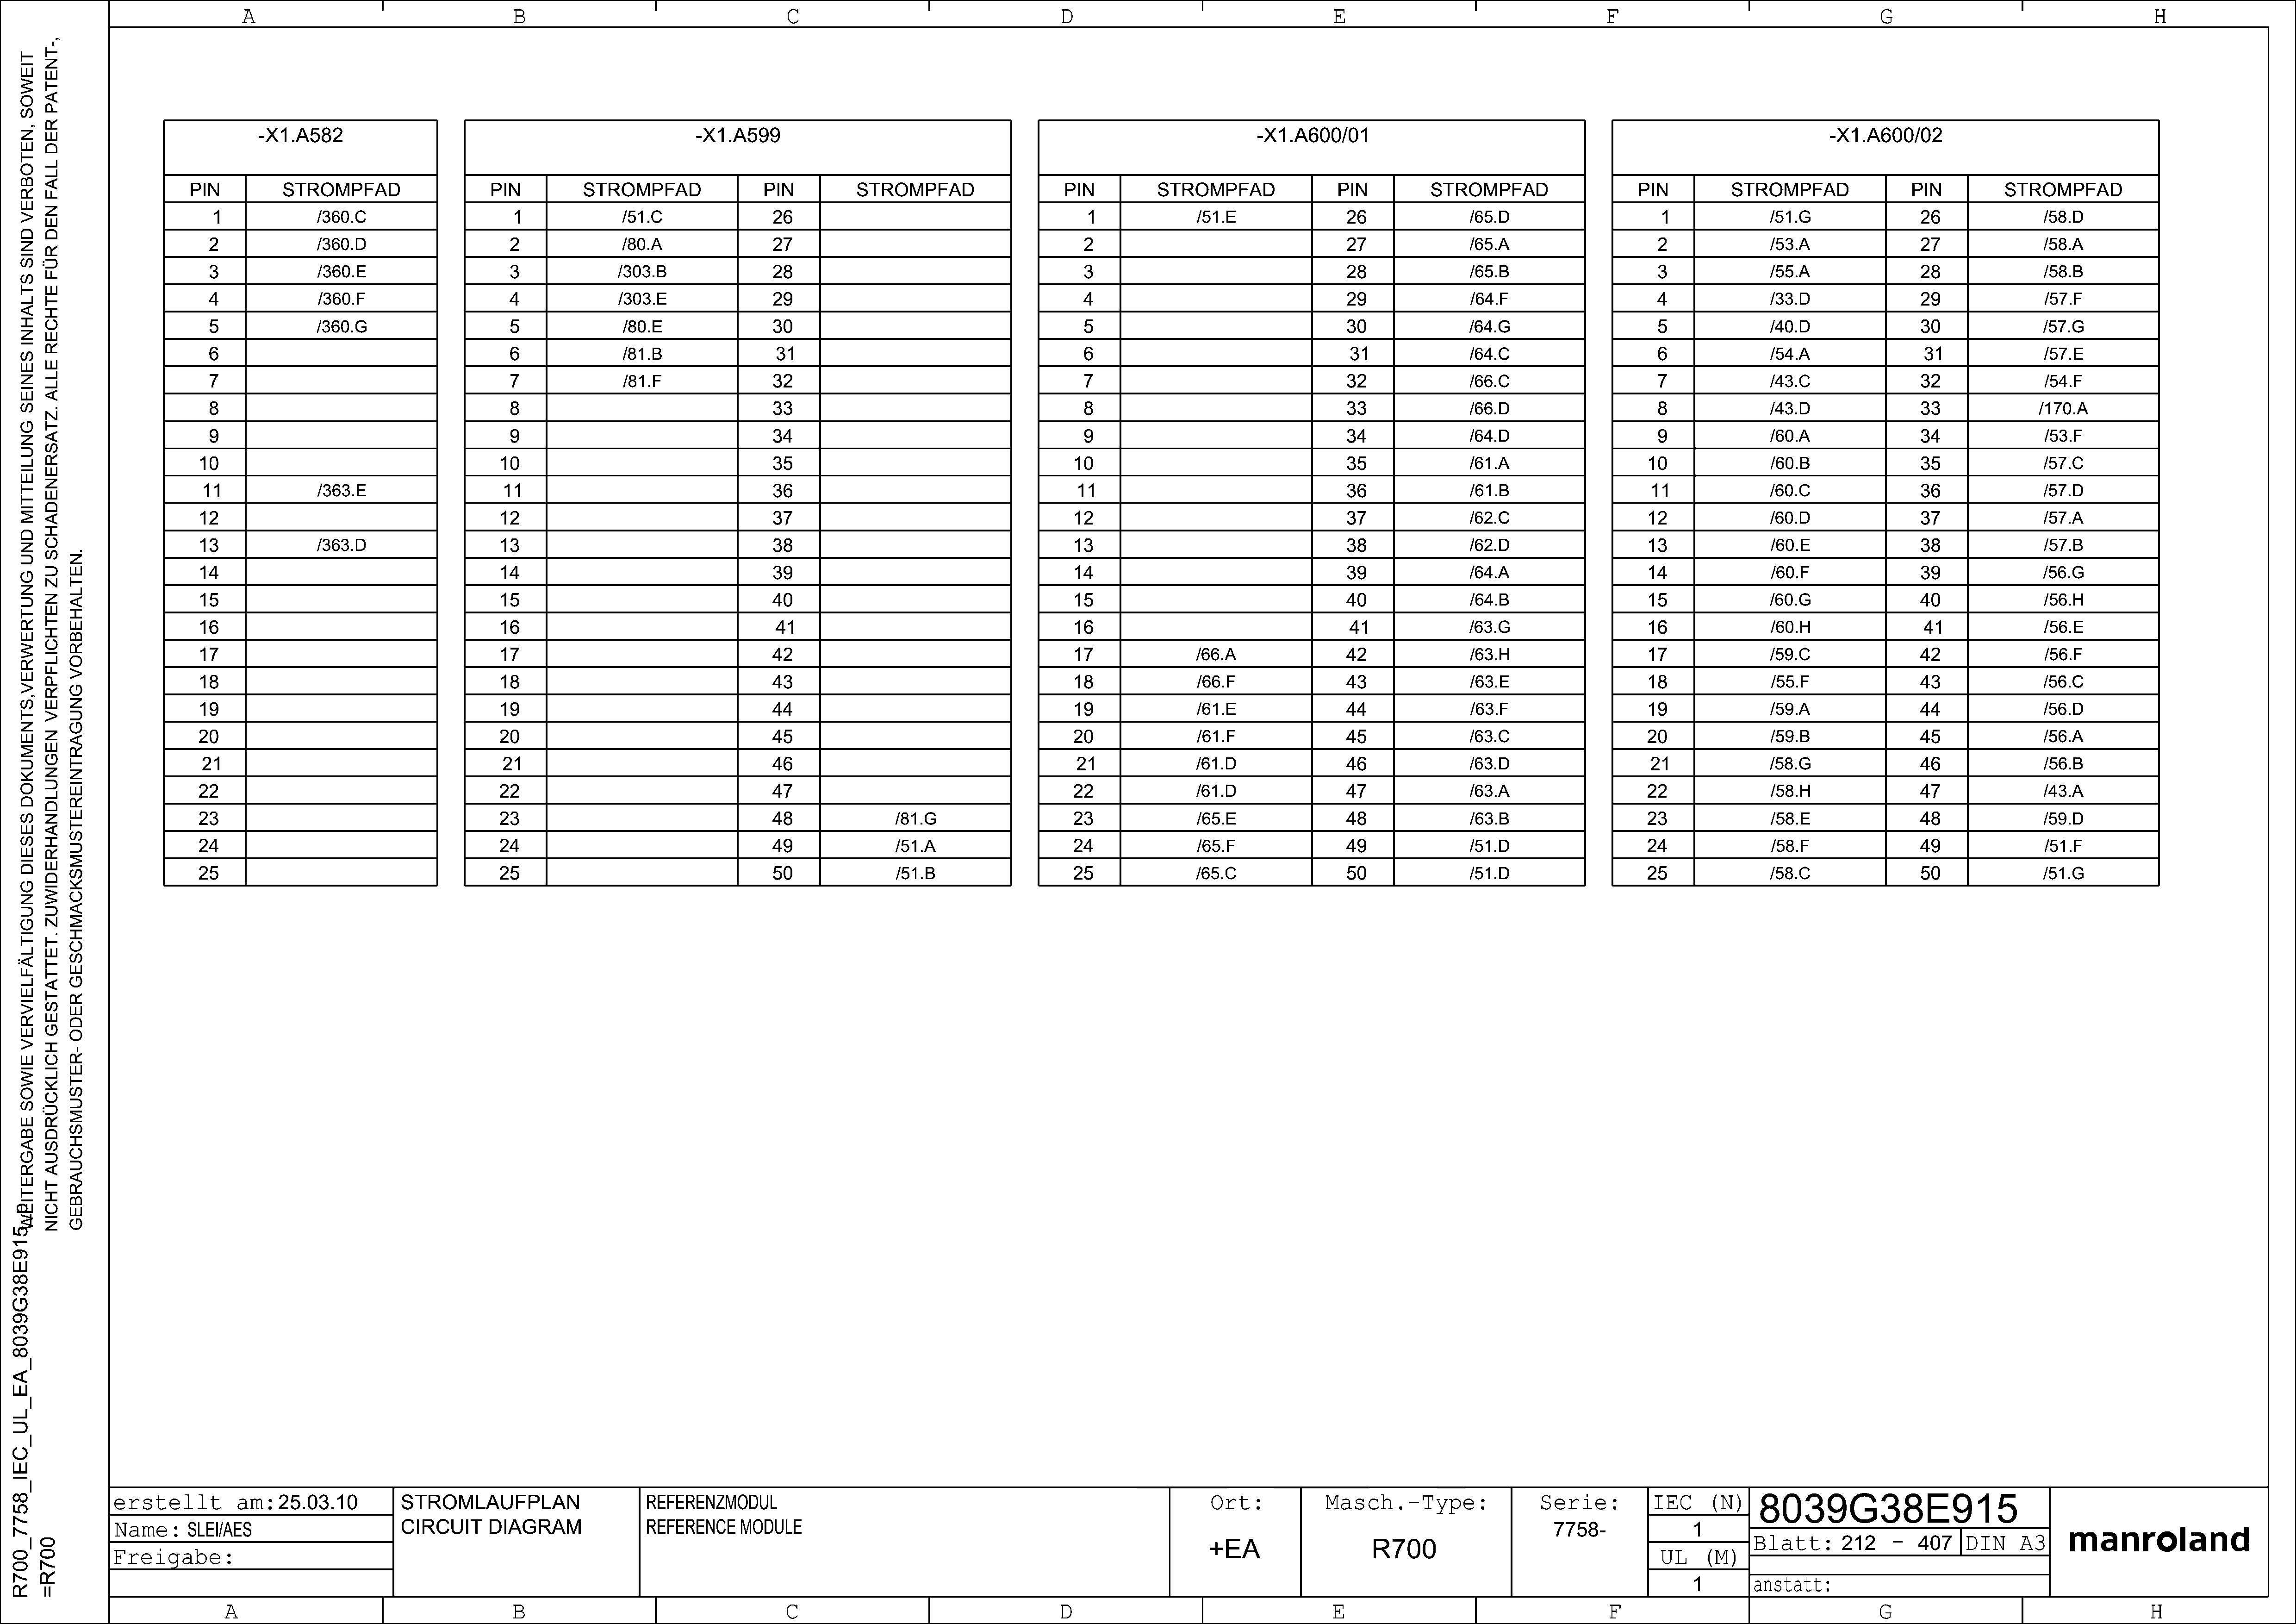 A B C D E F G H
WEITERGABE SOWIE VERVIELFÄLTIGUNG DIESES DOKUMENTS,VERWERTUNG UND MITTEILUNG SEINES INHALTS SIND VERBOTEN, SOWEIT
NICHT AUSDRÜCKLICH GESTATTET. ZUWIDERHANDLUNGEN VERPFLICHTEN ZU SCHADENERSATZ. ALLE RECHTE FÜR DEN FALL DER PATENT-,
GEBRAUCHSMUSTER- ODER GESCHMACKSMUSTEREINTRAGUNG VORBEHALTEN.
-X1.A582 -X1.A599 -X1.A600/01 -X1.A600/02
PIN STROMPFAD PIN STROMPFAD PIN STROMPFAD PIN STROMPFAD PIN STROMPFAD PIN STROMPFAD PIN STROMPFAD
1 /360.C 1 /51.C 26 1 /51.E 26 /65.D 1 /51.G 26 /58.D
2 /360.D 2 /80.A 27 2 27 /65.A 2 /53.A 27 /58.A
3 /360.E 3 /303.B 28 3 28 /65.B 3 /55.A 28 /58.B
4 /360.F 4 /303.E 29 4 29 /64.F 4 /33.D 29 /57.F
5 /360.G 5 /80.E 30 5 30 /64.G 5 /40.D 30 /57.G
6 6 /81.B 31 6 31 /64.C 6 /54.A 31 /57.E
7 7 /81.F 32 7 32 /66.C 7 /43.C 32 /54.F
8 8 33 8 33 /66.D 8 /43.D 33 /170.A
9 9 34 9 34 /64.D 9 /60.A 34 /53.F
10 10 35 10 35 /61.A 10 /60.B 35 /57.C
11 /363.E 11 36 11 36 /61.B 11 /60.C 36 /57.D
12 12 37 12 37 /62.C 12 /60.D 37 /57.A
13 /363.D 13 38 13 38 /62.D 13 /60.E 38 /57.B
14 14 39 14 39 /64.A 14 /60.F 39 /56.G
15 15 40 15 40 /64.B 15 /60.G 40 /56.H
16 16 41 16 41 /63.G 16 /60.H 41 /56.E
17 17 42 17 /66.A 42 /63.H 17 /59.C 42 /56.F
18 18 43 18 /66.F 43 /63.E 18 /55.F 43 /56.C
19 19 44 19 /61.E 44 /63.F 19 /59.A 44 /56.D
20 20 45 20 /61.F 45 /63.C 20 /59.B 45 /56.A
21 21 46 21 /61.D 46 /63.D 21 /58.G 46 /56.B
22 22 47 22 /61.D 47 /63.A 22 /58.H 47 /43.A
23 23 48 /81.G 23 /65.E 48 /63.B 23 /58.E 48 /59.D
24 24 49 /51.A 24 /65.F 49 /51.D 24 /58.F 49 /51.F
25 25 50 /51.B 25 /65.C 50 /51.D 25 /58.C 50 /51.G
=R700
erstellt am: 25.03.10 STROMLAUFPLAN REFERENZMODUL Ort: Masch.-Type: Serie: IEC (N) 8039G38E915
Name: SLEI/AES CIRCUIT DIAGRAM REFERENCE MODULE 7758- 1
Freigabe: +EA R700 UL (M) Blatt: 212 - 407 DIN A3 manroland
1 anstatt:
A B C D E F G H